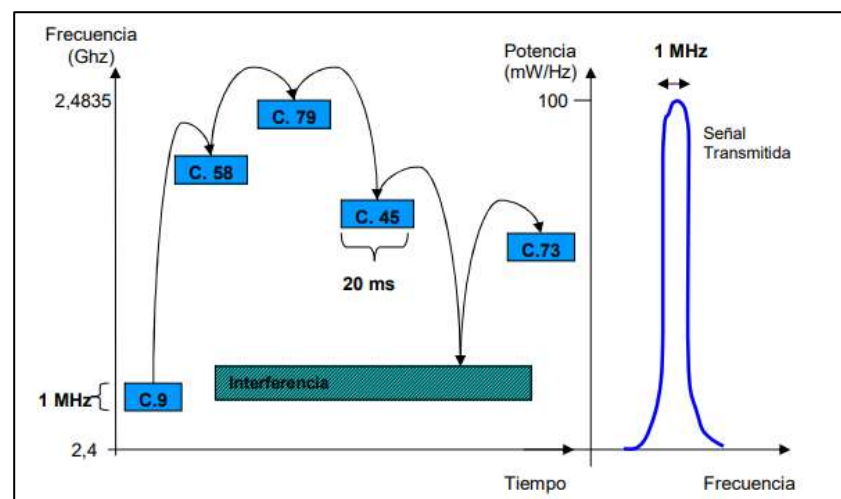 Frecuencia
(Ghz)
2,4835
C. 79
C. 58
C. 45
C.73
20 ms
Interferencia
C.9
1 MHz
2,4
Tiempo
Potencia
(mW/Hz)
1 MHz
100
Señal
Transmitida
Frecuencia